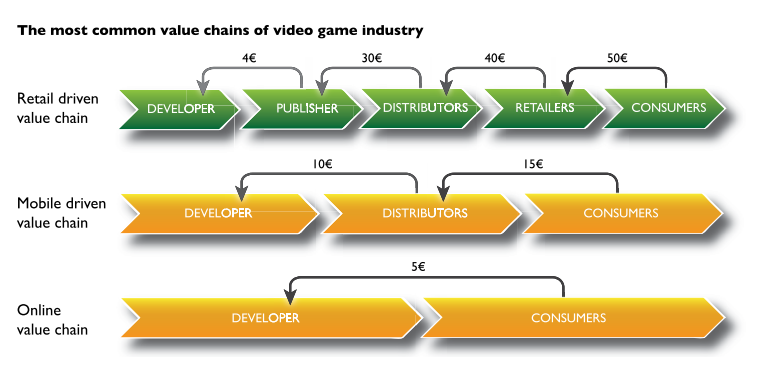 The most common value chains of video game industry
4€ 30€ 40€ 50€
Retail driven
value chain
DEVELOPER PUBLISHER DISTRIBUTORS RETAILERS CONSUMERS
10€ 15€
Mobile driven
value chain
DEVELOPER DISTRIBUTORS CONSUMERS
5€
Online
value chain
DEVELOPER CONSUMERS